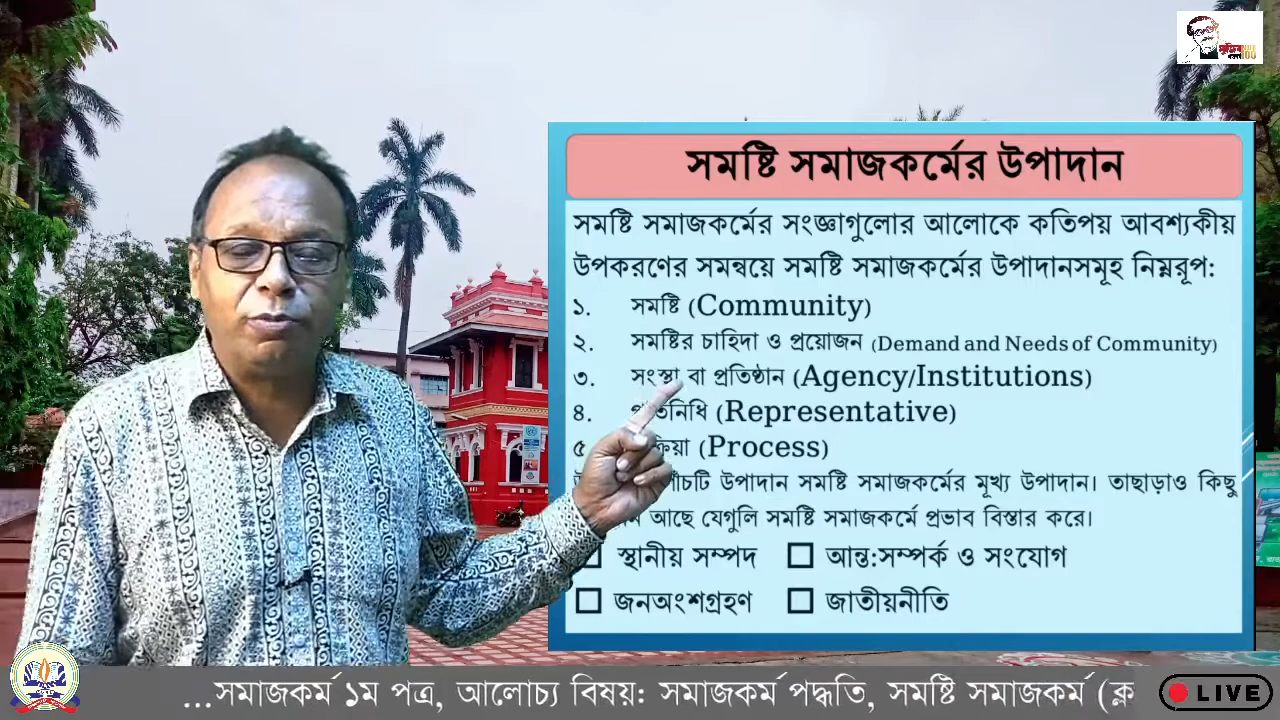 সমষ্টি সমাজকর্মের উপাদান
সমষ্টি সমাজকর্মের সংজ্ঞাগুলোর আলোকে কতিপয় আবশ্যকীয়
উপকরণের সমন্বয়ে সমষ্টি সমাজকর্মের উপাদানসমূহ নিম্নরূপ:
১. সমষ্টি (Community)
২. সমষ্টির চাহিদা ও প্রয়োজন (Demand and Needs of Community)
৩. সংস্থা বা প্রতিষ্ঠান (Agency/Institutions)
৪. প্রতিনিধি (Representative)
৫ (Process)
উপাদান সমষ্টি সমাজকর্মের মূখ্য উপাদান। তাছাড়াও কিছু
আছে যেগুলি সমষ্টি সমাজকর্মে প্রভাব বিস্তার করে।
স্থানীয় সম্পদ আন্ত:সম্পর্ক ও সংযোগ
জনঅংশগ্রহণ জাতীয়নীতি
...সমাজকর্ম ১ম পত্র, আলোচ্য বিষয়: সমাজকর্ম পদ্ধতি, সমষ্টি সমাজকর্ম (ক্ল
LIVE